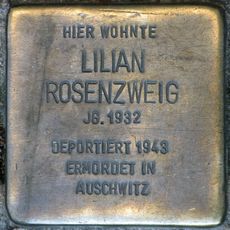 HIER WOHNTE
LILIAN
ROSENZWEIG
JG. 1932
DEPORTIERT 1943
ERMORDET IN
AUSCHWITZ